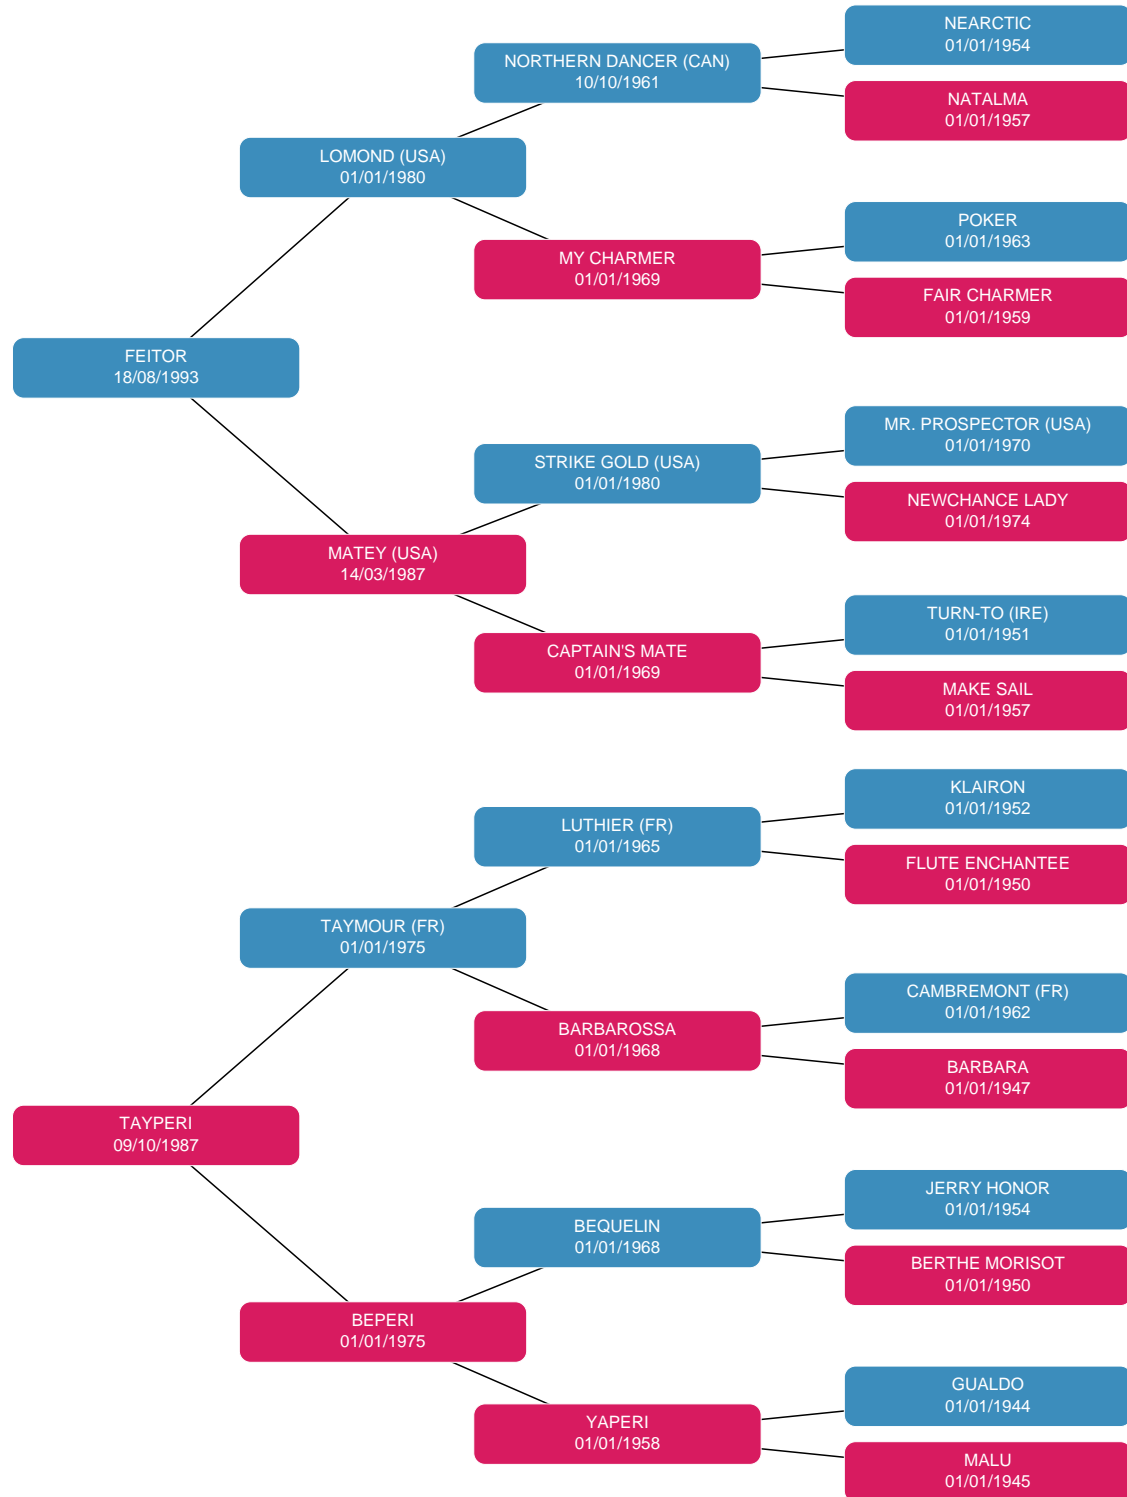 NEARCTIC
01/01/1954
NORTHERN DANCER (CAN)
10/10/1961
NATALMA
01/01/1957
LOMOND (USA)
01/01/1980
POKER
01/01/1963
MY CHARMER
01/01/1969
FAIR CHARMER
01/01/1959
FEITOR
18/08/1993
MR. PROSPECTOR (USA)
01/01/1970
STRIKE GOLD (USA)
01/01/1980
NEWCHANCE LADY
01/01/1974
MATEY (USA)
14/03/1987
TURN-TO (IRE)
01/01/1951
CAPTAIN'S MATE
01/01/1969
MAKE SAIL
01/01/1957
KLAIRON
01/01/1952
LUTHIER (FR)
01/01/1965
FLUTE ENCHANTEE
01/01/1950
TAYMOUR (FR)
01/01/1975
CAMBREMONT (FR)
01/01/1962
BARBAROSSA
01/01/1968
BARBARA
01/01/1947
TAYPERI
09/10/1987
JERRY HONOR
01/01/1954
BEQUELIN
01/01/1968
BERTHE MORISOT
01/01/1950
BEPERI
01/01/1975
GUALDO
01/01/1944
YAPERI
01/01/1958
MALU
01/01/1945